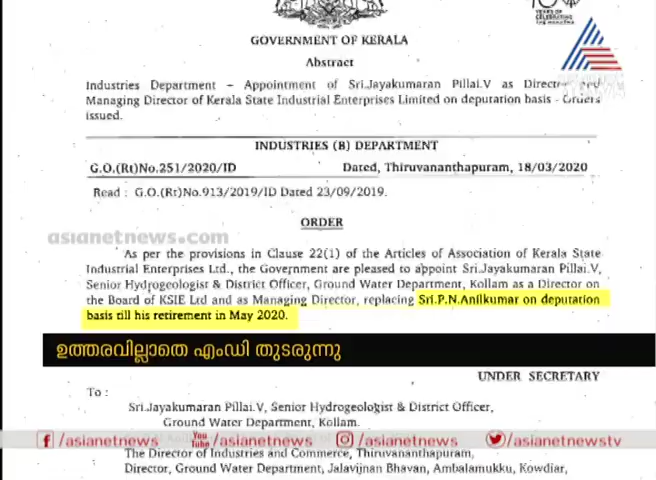 YEARS OF
CELEBRATING
THE MAHATMA
GOVERNMENT OF KERALA
Abstract
Industries Department – Appointment of Sri.Jayakumaran Pillai.V as Director and
Managing Director of Kerala State Industrial Enterprises Limited on deputation basis - Orders
issued.
INDUSTRIES (B) DEPARTMENT
G.O.(Rt)No.251/2020/ID Dated, Thiruvananthapuram, 18/03/2020
Read : G.O.(Rt)No.913/2019/ID Dated 23/09/2019.
ORDER
asianetnews.com
As per the provisions in Clause 22(1) of the Articles of Association of Kerala State
Industrial Enterprises Ltd., the Government are pleased to appoint Sri.Jayakumaran Pillai.V,
Senior Hydrogeologist & District Officer, Ground Water Department, Kollam as a Director on
the Board of KSIE Ltd and as Managing Director, replacing Sri.P.N.Anilkumar on deputation
basis till his retirement in May 2020.
ഉത്തരവില്ലാതെ എംഡി തുടരുന്നു
UNDER SECRETARY
To :
Sri.Jayakumaran Pillai.V, Senior Hydrogeologist & District Officer,
Ground Water Department, Kollam.
/asianetnews You Tube /asianetnews /asianetnews /asianetnewstv
The Director of Industries and Commerce, Thiruvananthapuram,
Director, Ground Water Department, Jalavijnan Bhavan, Ambalamukku, Kowdiar,